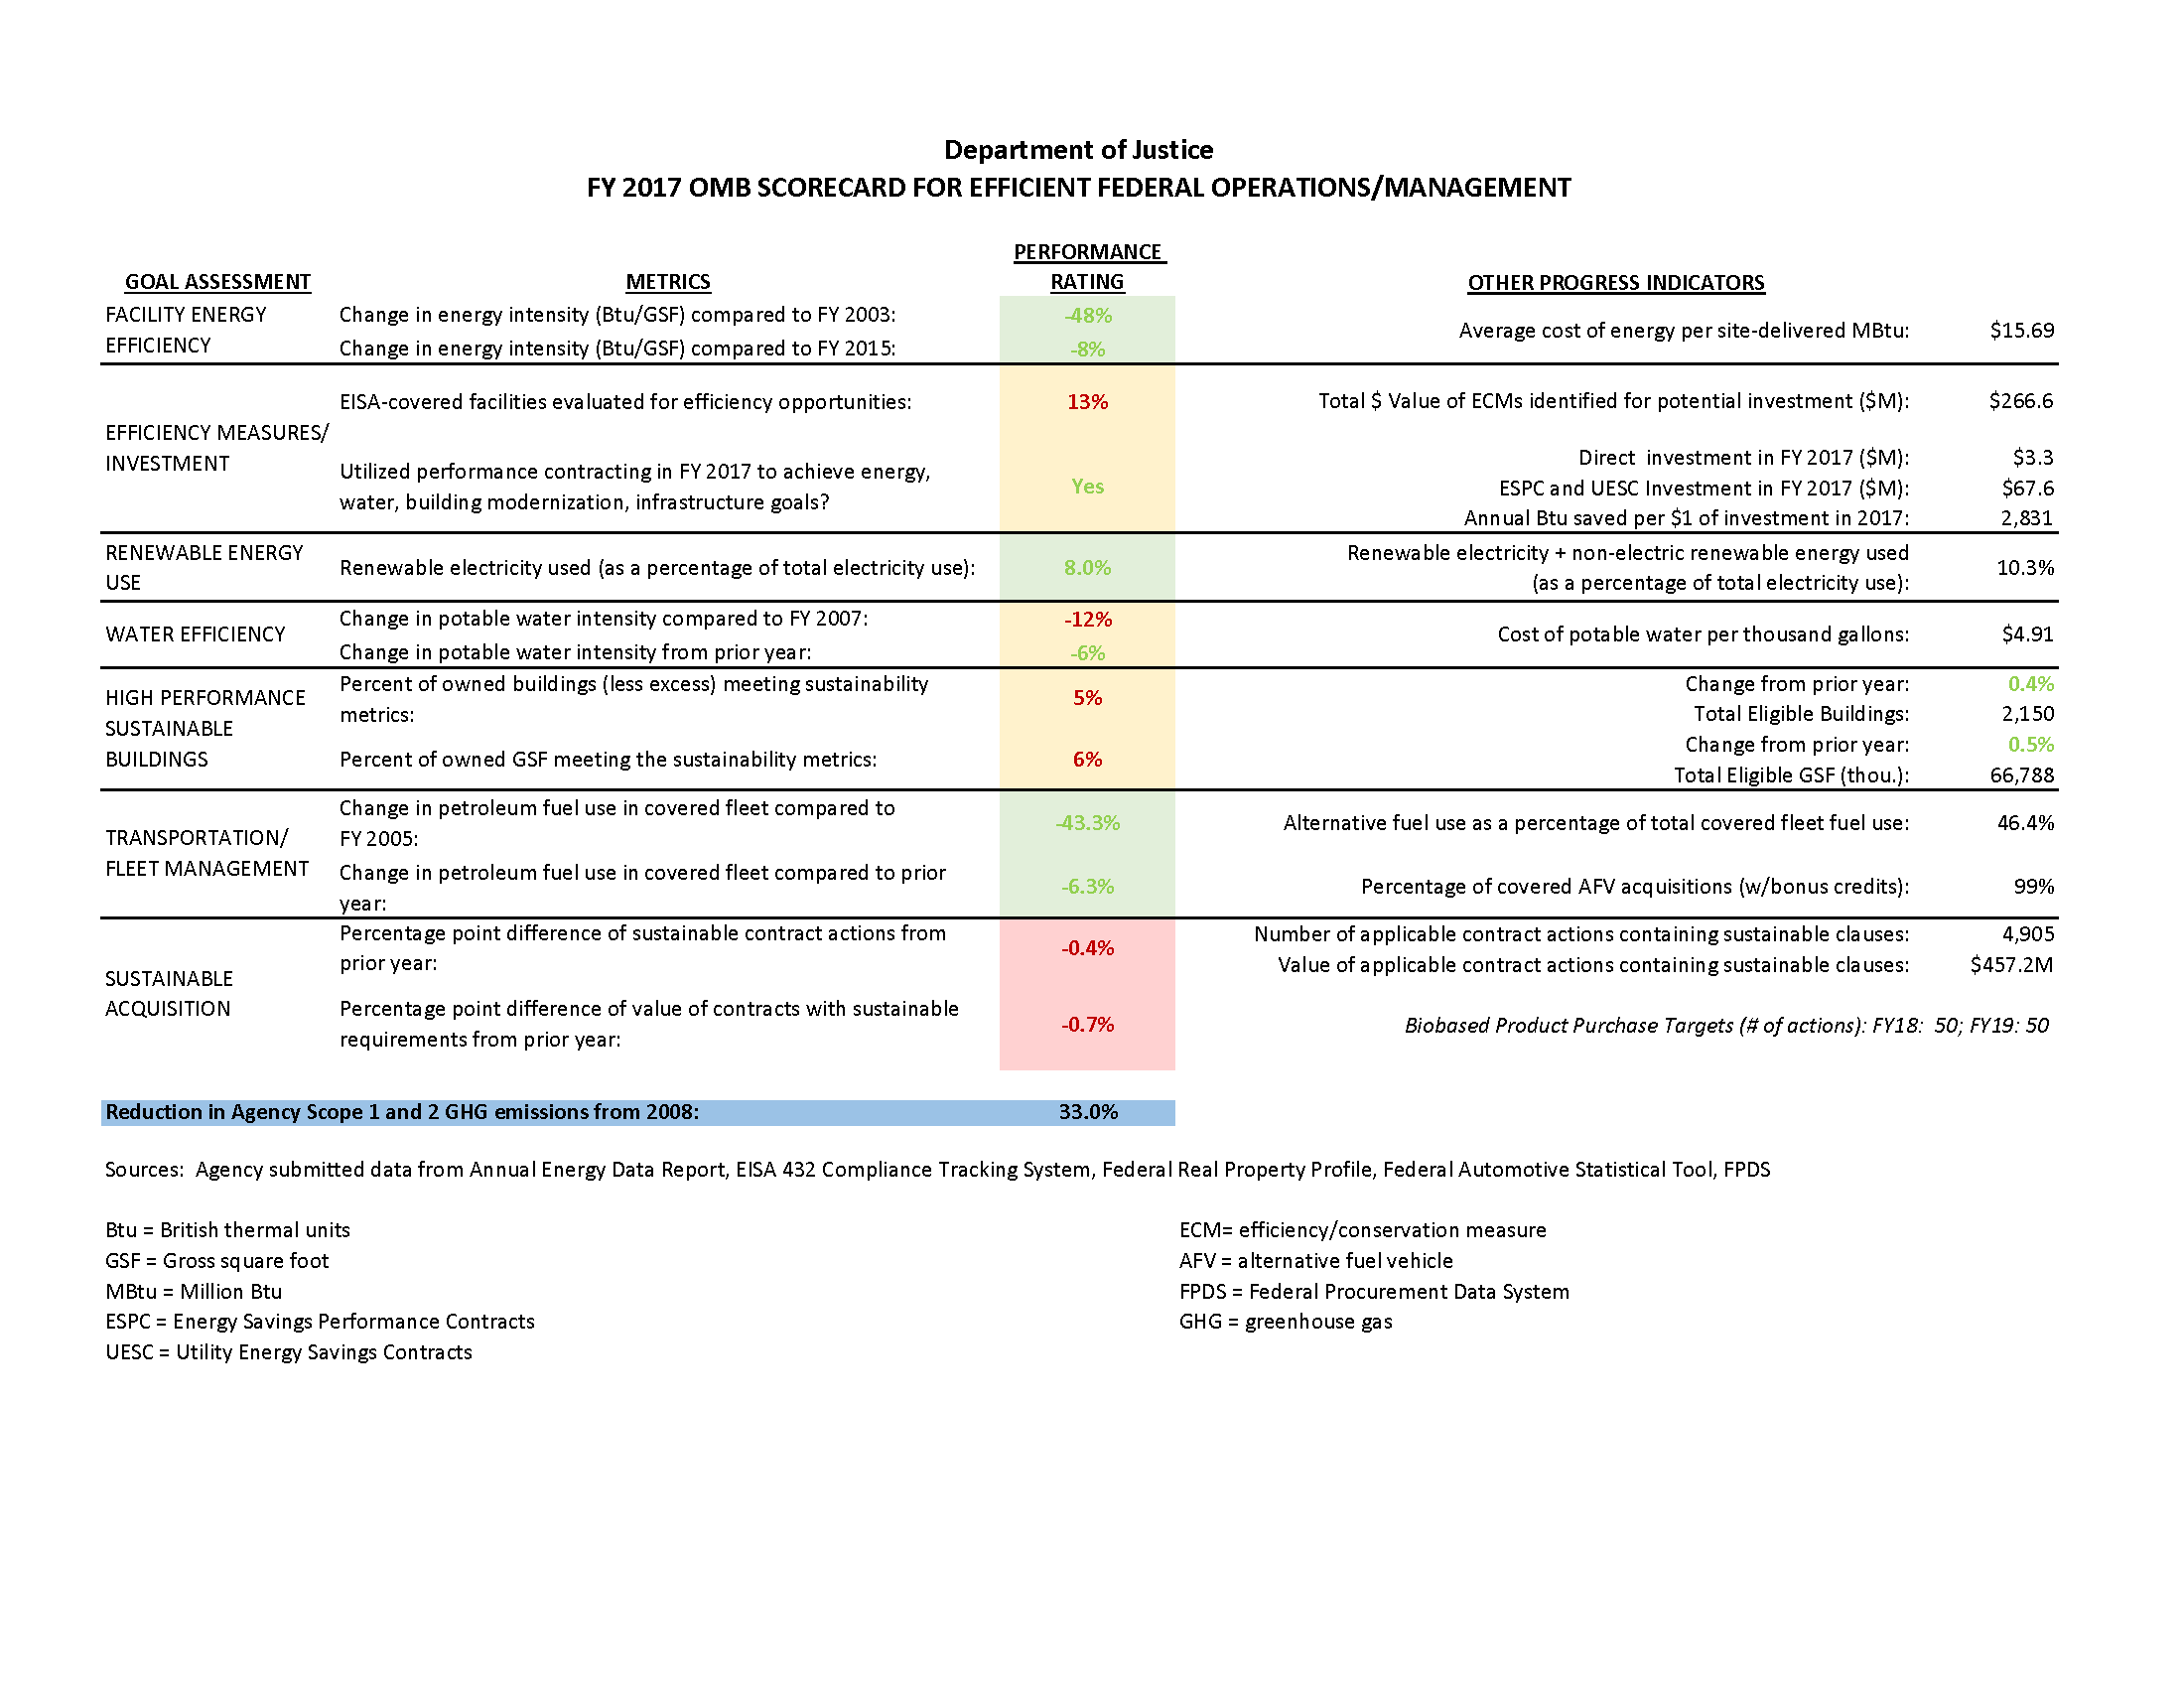 Department of Justice
FY 2017 OMB SCORECARD FOR EFFICIENT FEDERAL OPERATIONS/MANAGEMENT
GOAL ASSESSMENT
METRICS
PERFORMANCE
RATING
OTHER PROGRESS INDICATORS
FACILITY ENERGY
EFFICIENCY
Change in energy intensity (Btu/GSF) compared to FY 2003: -48%
Change in energy intensity (Btu/GSF) compared to FY 2015: -8%
Average cost of energy per site-delivered MBtu: $15.69
EFFICIENCY MEASURES/
INVESTMENT
EISA-covered facilities evaluated for efficiency opportunities: 13%
Total $ Value of ECMs identified for potential investment ($M): $266.6
Utilized performance contracting in FY 2017 to achieve energy,
water, building modernization, infrastructure goals?
Yes
Direct  investment in FY 2017 ($M): $3.3
ESPC and UESC Investment in FY 2017 ($M): $67.6
Annual Btu saved per $1 of investment in 2017: 2,831
RENEWABLE ENERGY
USE
Renewable electricity used (as a percentage of total electricity use): 8.0%
Renewable electricity + non-electric renewable energy used
(as a percentage of total electricity use):
10.3%
WATER EFFICIENCY
Change in potable water intensity compared to FY 2007: -12%
Change in potable water intensity from prior year: -6%
Cost of potable water per thousand gallons: $4.91
HIGH PERFORMANCE
SUSTAINABLE
BUILDINGS
Percent of owned buildings (less excess) meeting sustainability
metrics:
5%
Change from prior year: 0.4%
Total Eligible Buildings: 2,150
Percent of owned GSF meeting the sustainability metrics: 6%
Change from prior year: 0.5%
Total Eligible GSF (thou.): 66,788
TRANSPORTATION/
FLEET MANAGEMENT
Change in petroleum fuel use in covered fleet compared to
FY 2005:
-43.3%
Alternative fuel use as a percentage of total covered fleet fuel use: 46.4%
Change in petroleum fuel use in covered fleet compared to prior
year:
-6.3%
Percentage of covered AFV acquisitions (w/bonus credits): 99%
SUSTAINABLE
ACQUISITION
Percentage point difference of sustainable contract actions from
prior year:
-0.4%
Number of applicable contract actions containing sustainable clauses: 4,905
Value of applicable contract actions containing sustainable clauses: $457.2M
Percentage point difference of value of contracts with sustainable
requirements from prior year:
-0.7%
Biobased Product Purchase Targets (# of actions): FY18:  50; FY19: 50
Reduction in Agency Scope 1 and 2 GHG emissions from 2008: 33.0%
Sources:  Agency submitted data from Annual Energy Data Report, EISA 432 Compliance Tracking System, Federal Real Property Profile, Federal Automotive Statistical Tool, FPDS
Btu = British thermal units
GSF = Gross square foot
MBtu = Million Btu
ESPC = Energy Savings Performance Contracts
UESC = Utility Energy Savings Contracts
ECM= efficiency/conservation measure
AFV = alternative fuel vehicle
FPDS = Federal Procurement Data System
GHG = greenhouse gas